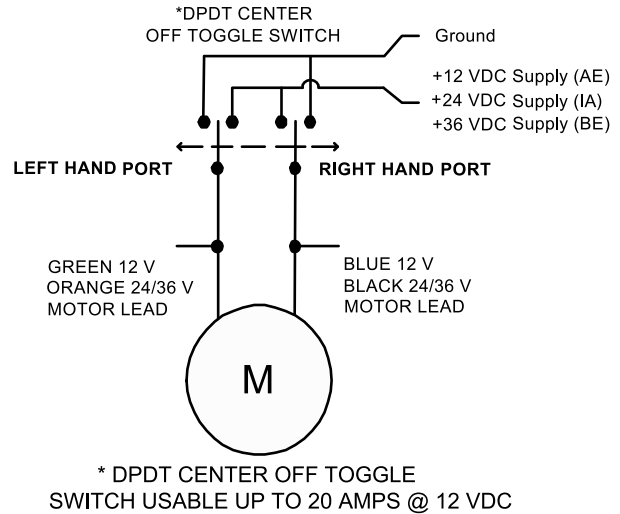 *DPDT CENTER
OFF TOGGLE SWITCH
Ground
+12 VDC Supply (AE)
+24 VDC Supply (IA)
+36 VDC Supply (BE)
LEFT HAND PORT
RIGHT HAND PORT
GREEN 12 V
ORANGE 24/36 V
MOTOR LEAD
BLUE 12 V
BLACK 24/36 V
MOTOR LEAD
M
* DPDT CENTER OFF TOGGLE
SWITCH USABLE UP TO 20 AMPS @ 12 VDC